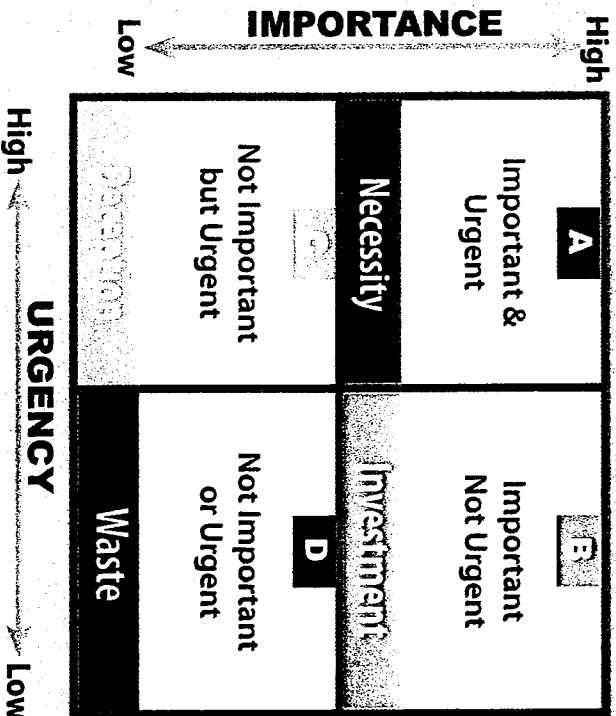 IMPORTANCE
High
Low
A
Important &
Urgent
Necessity
B
Important
Not Urgent
Investment
C
Not Important
but Urgent
Deception
D
Not Important
or Urgent
Waste
High
URGENCY
Low